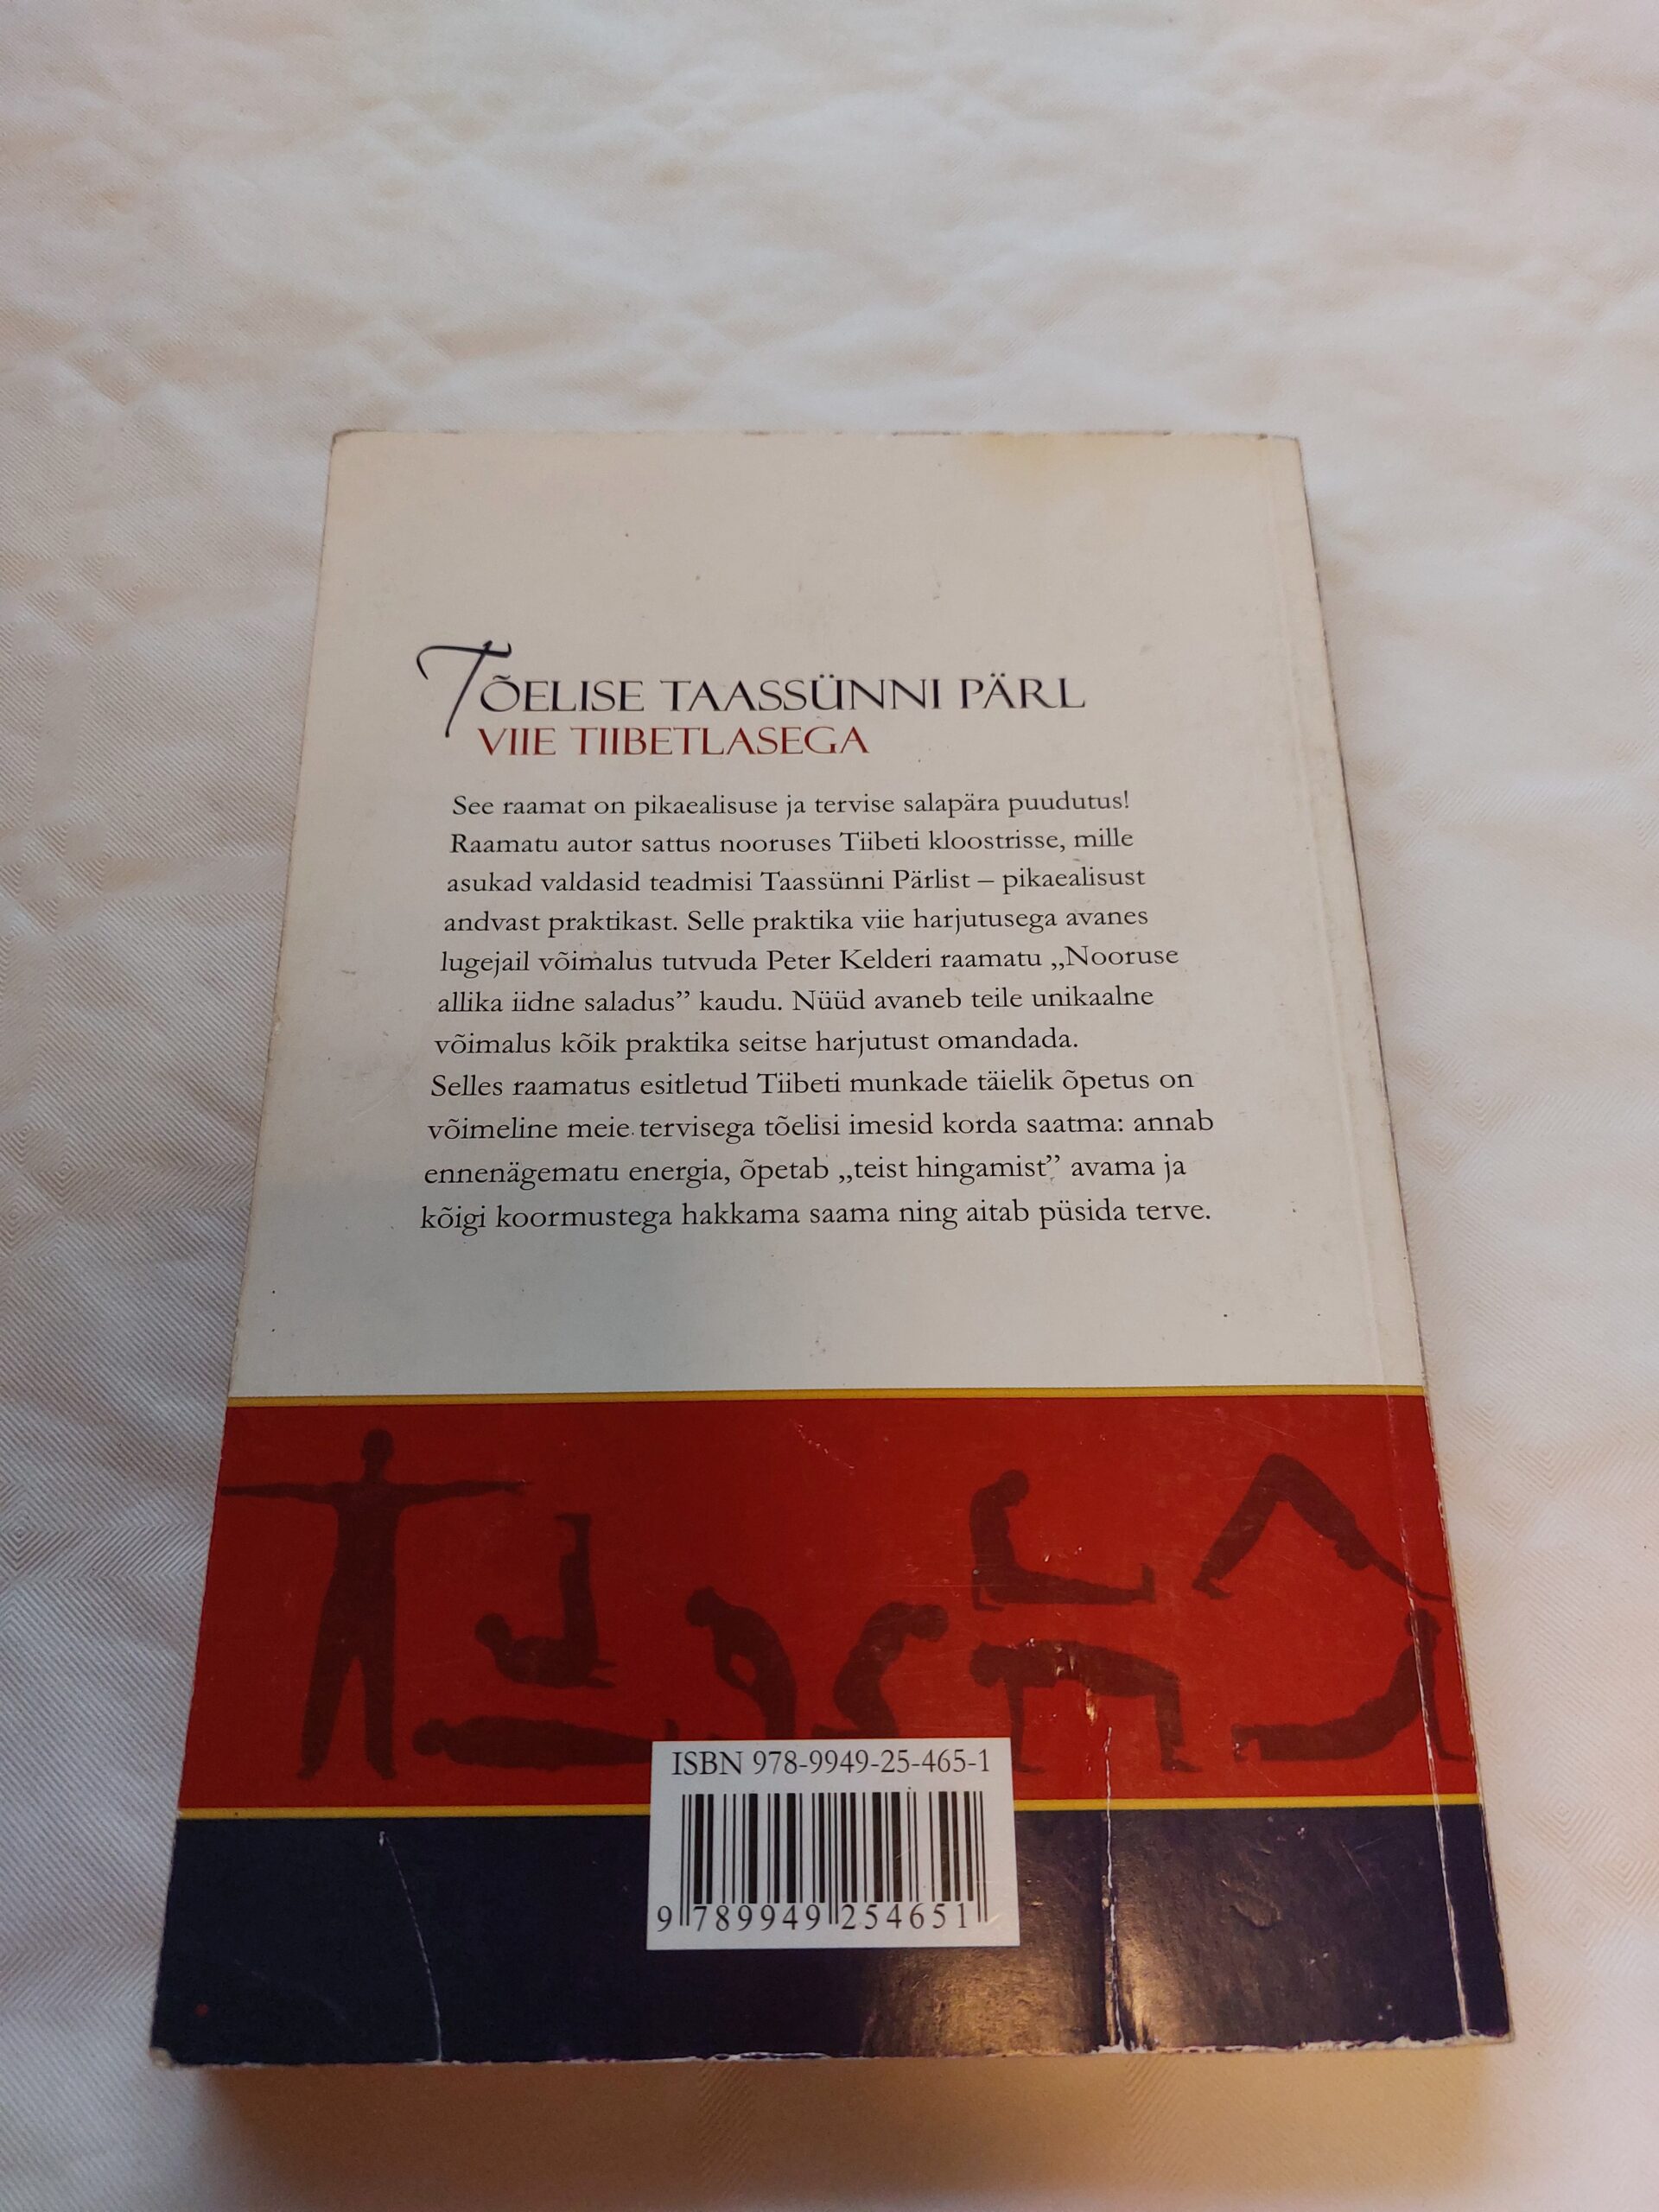 TÕELISE TAASSÜNNI PÄRL
VIIE TIIBETLASEGA
See raamat on pikaealisuse ja tervise salapära puudutus!
Raamatu autor sattus nooruses Tiibeti kloostrisse, mille
asukad valdasid teadmisi Taassünni Pärlist – pikaealisust
andvast praktikast. Selle praktika viie harjutusega avanes
lugejail võimalus tutvuda Peter Kelderi raamatu „Nooruse
allika iidne saladus” kaudu. Nüüd avaneb teile unikaalne
võimalus kõik praktika seitse harjutust omandada.
Selles raamatus esitletud Tiibeti munkade täielik õpetus on
võimeline meie tervisega tõelisi imesid korda saatma: annab
ennenägematu energia, õpetab „teist hingamist” avama ja
kõigi koormustega hakkama saama ning aitab püsida terve.
ISBN 978-9949-25-465-1
9 789949 254651